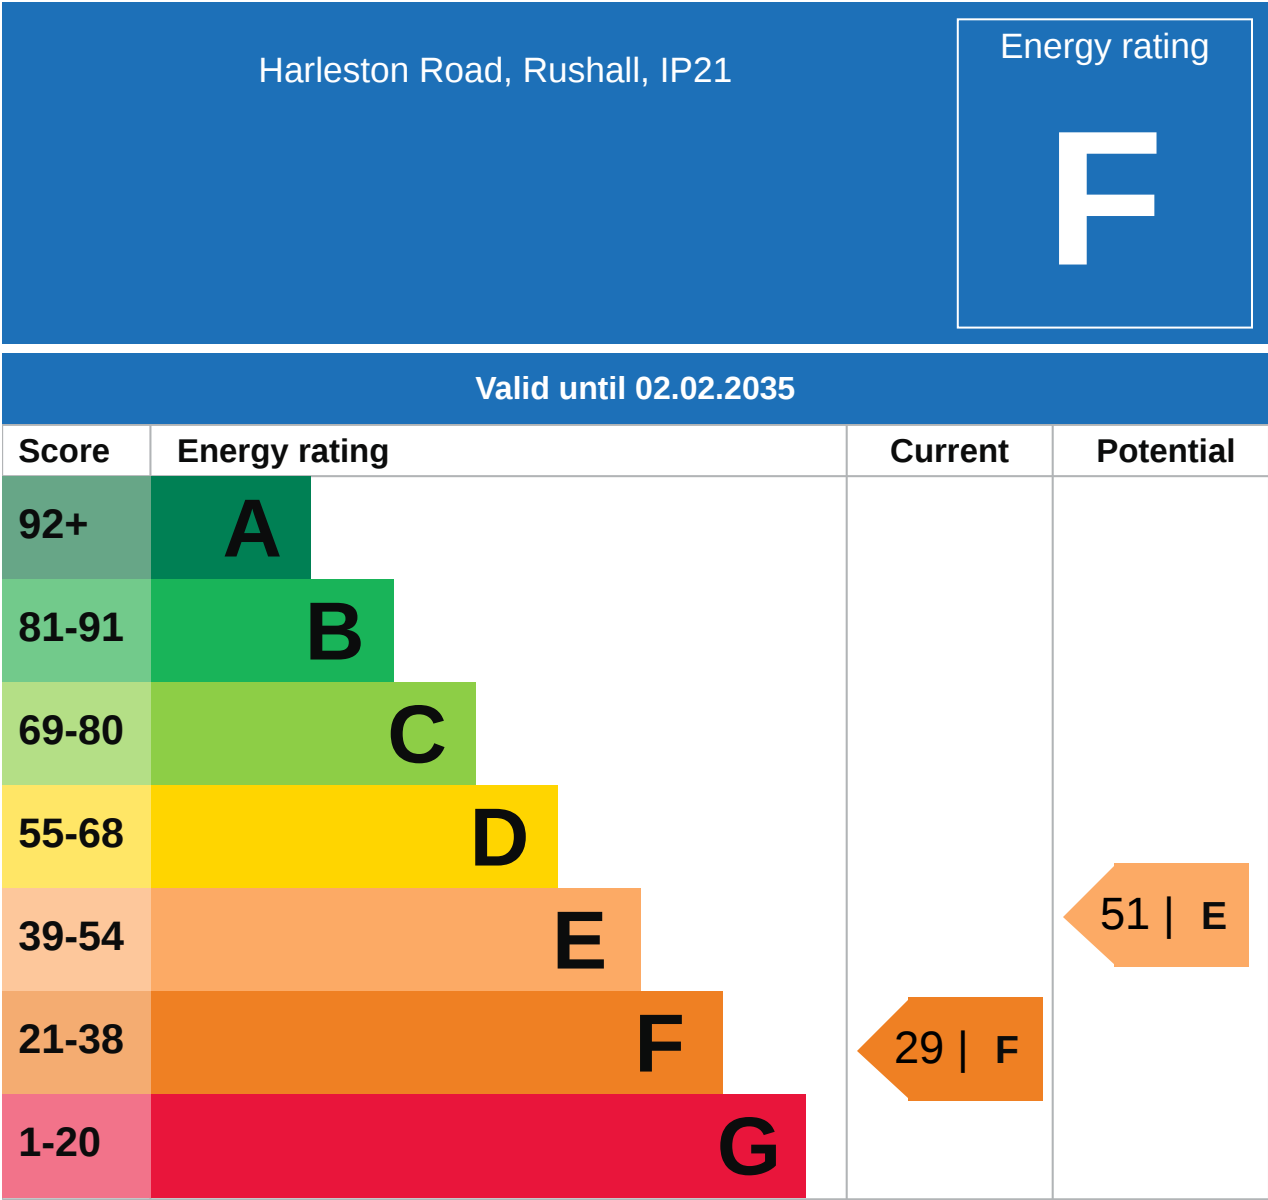 Harleston Road, Rushall, IP21
Energy rating
F
Valid until 02.02.2035
Score Energy rating Current Potential
92+ A
81-91 B
69-80 C
55-68 D
39-54 E
51 | E
21-38 F
29 | F
1-20 G